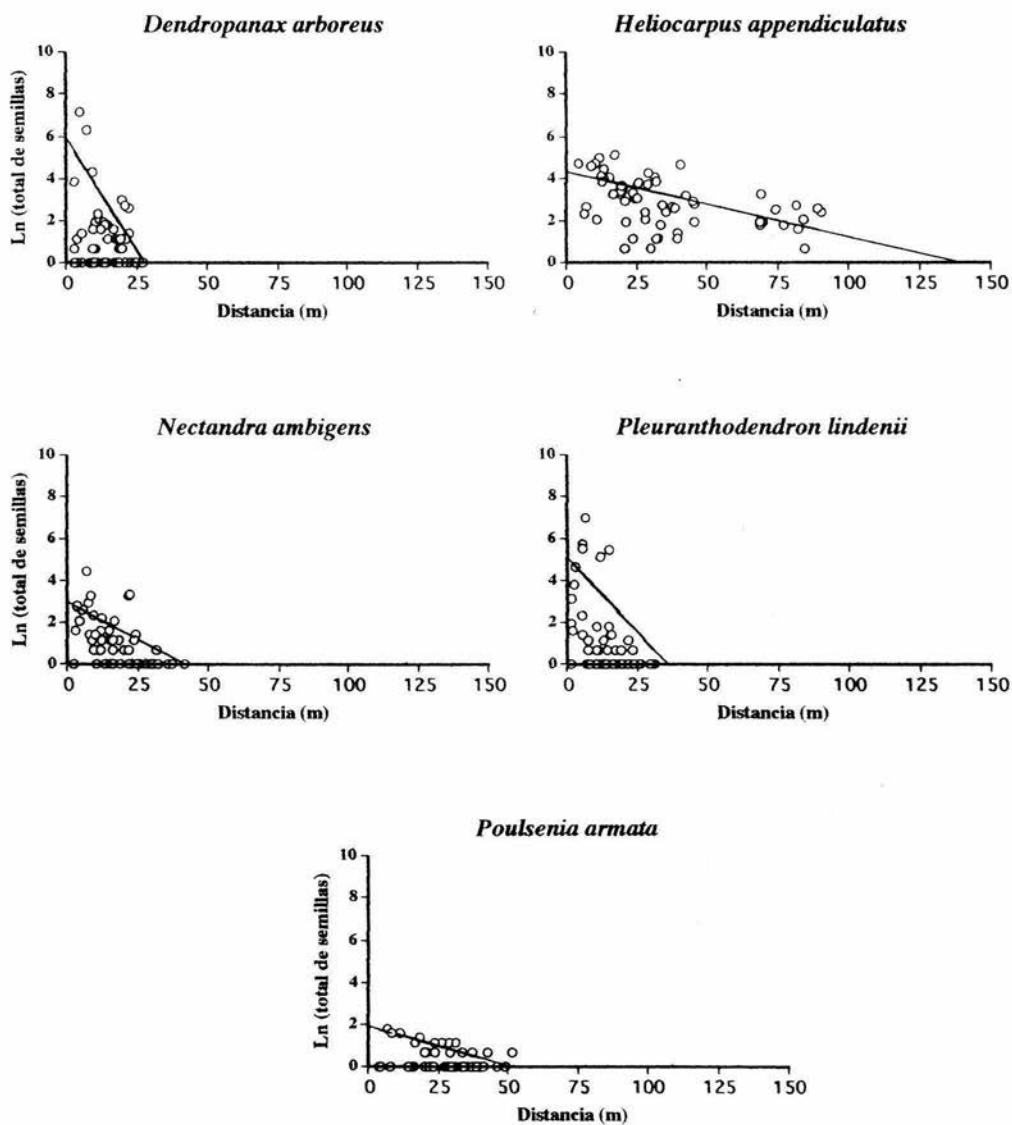 Dendropanax arboreus
Ln (total de semillas)
10
8
6
4
2
0
0 25 50 75 100 125 150
Distancia (m)
Heliocarpus appendiculatus
10
8
6
4
2
0
0 25 50 75 100 125 150
Distancia (m)
Nectandra ambigens
Ln (total de semillas)
10
8
6
4
2
0
0 25 50 75 100 125 150
Distancia (m)
Pleuranthodendron lindenii
10
8
6
4
2
0
0 25 50 75 100 125 150
Distancia (m)
Poulsenia armata
Ln (total de semillas)
10
8
6
4
2
0
0 25 50 75 100 125 150
Distancia (m)